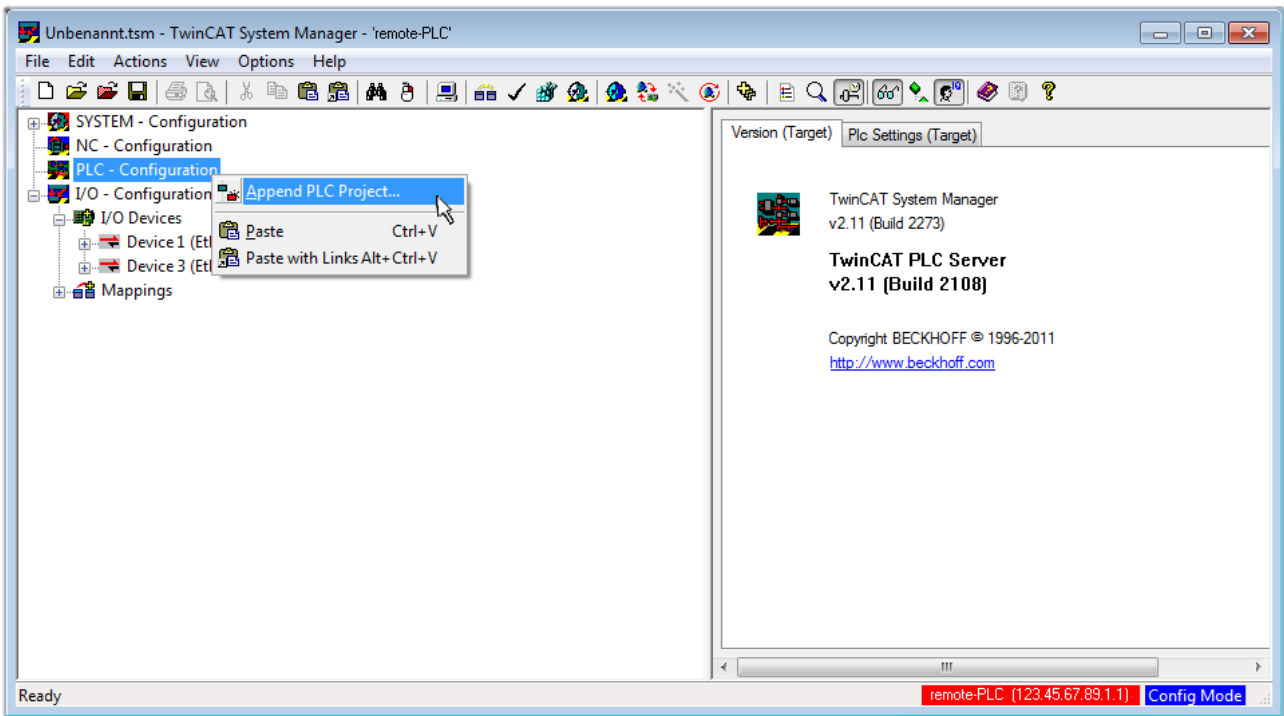 Unbenannt.tsm - TwinCAT System Manager - 'remote-PLC'
File Edit Actions View Options Help
SYSTEM - Configuration
NC - Configuration
PLC - Configuration
I/O - Configuration
I/O Devices
Device 1 (Etl
Device 3 (Etl
Mappings
Append PLC Project...
Paste Ctrl+V
Paste with Links Alt+Ctrl+V
Version (Target) Plc Settings (Target)
TwinCAT System Manager
v2.11 (Build 2273)
TwinCAT PLC Server
v2.11 (Build 2108)
Copyright BECKHOFF © 1996-2011
http://www.beckhoff.com
Ready remote-PLC (123.45.67.89.1.1) Config Mode